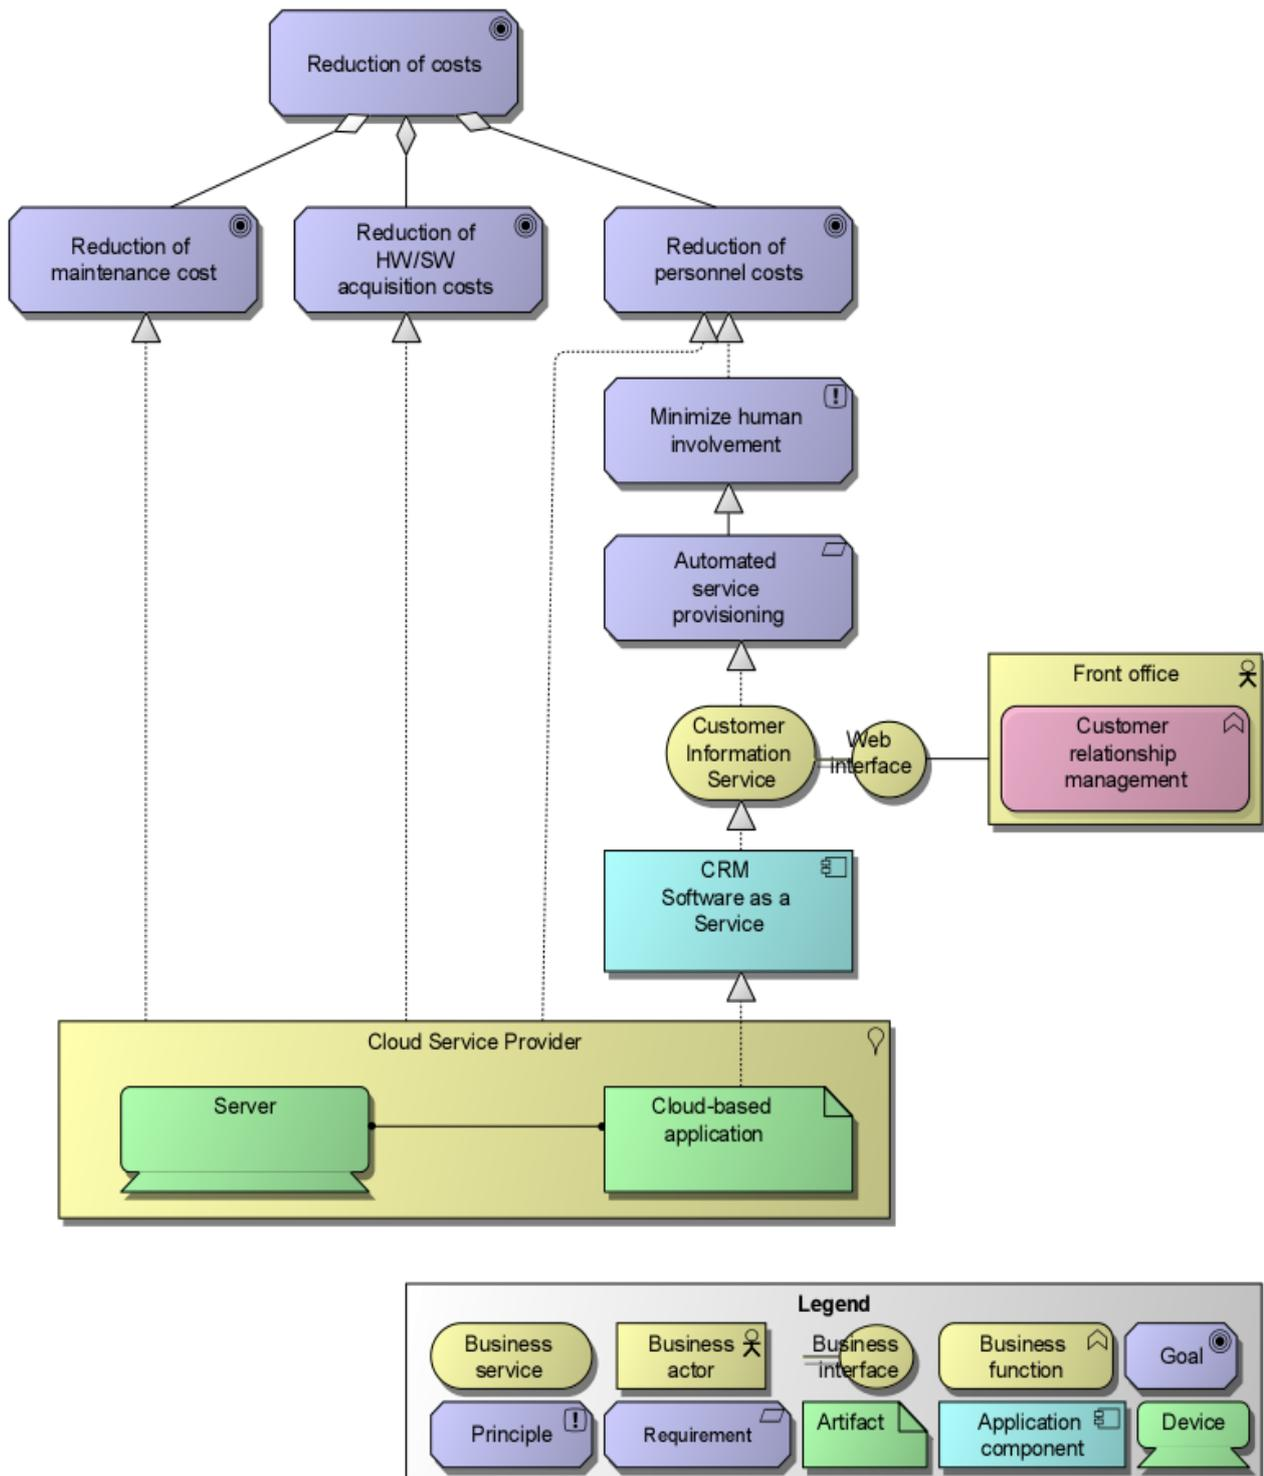 Reduction of costs
Reduction of
maintenance cost
Reduction of
HW/SW
acquisition costs
Reduction of
personnel costs
Minimize human
involvement
Automated
service
provisioning
Customer
Information
Service
Web
interface
Front office
Customer
relationship
management
CRM
Software as a
Service
Cloud Service Provider
Server
Cloud-based
application
Legend
Business
service
Business
actor
Business
interface
Business
function
Goal
Principle
Requirement
Artifact
Application
component
Device